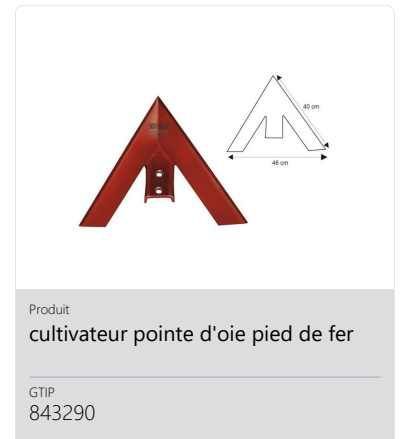 40 cm
46 cm
Produit
cultivateur pointe d'oie pied de fer
GTIP
843290